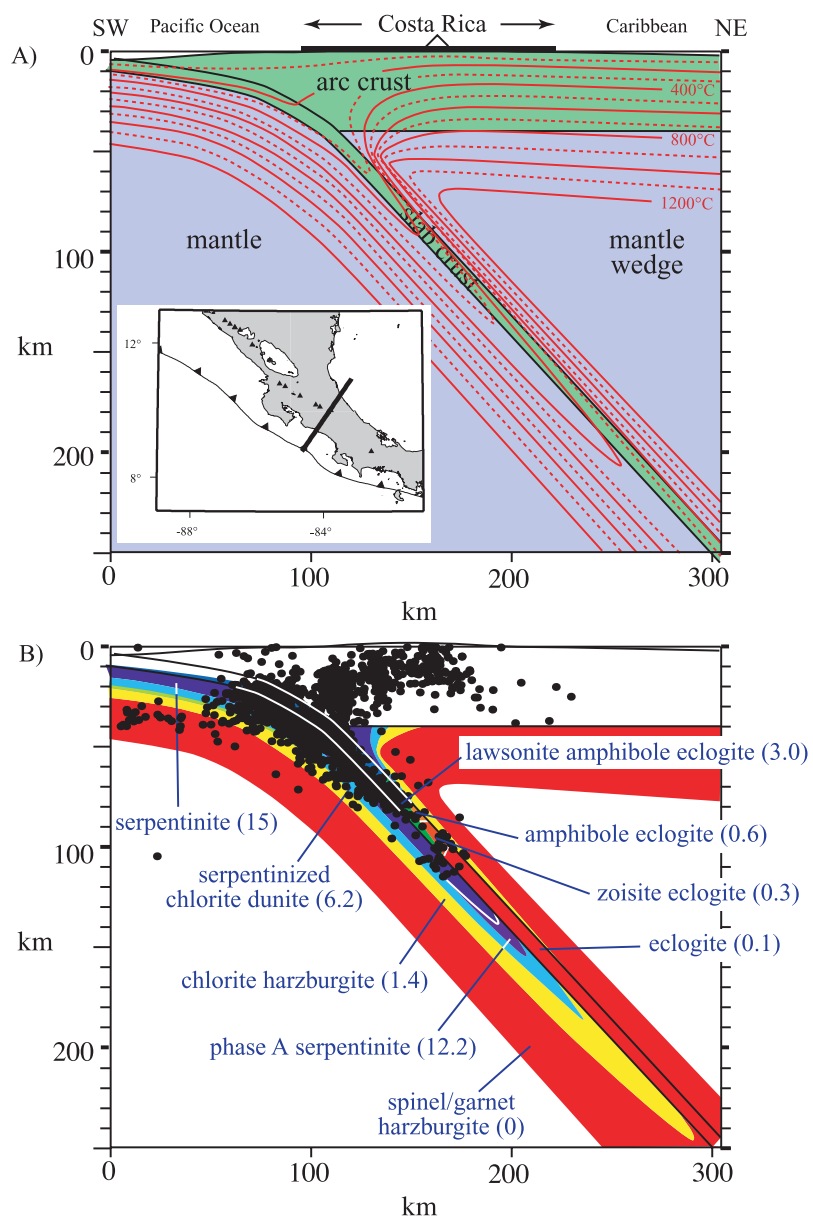 SW Pacific Ocean Costa Rica Caribbean NE
A)
0
arc crust
400°C
800°C
1200°C
slab crust
mantle
mantle
wedge
100
km
12°
8°
-88°
-84°
200
0 100 200 300
km
B)
0
lawsonite amphibole eclogite (3.0)
serpentinite (15)
amphibole eclogite (0.6)
100
serpentinized
chlorite dunite (6.2)
zoisite eclogite (0.3)
km
eclogite (0.1)
chlorite harzburgite (1.4)
phase A serpentinite (12.2)
200
spinel/garnet
harzburgite (0)
0 100 200 300
km